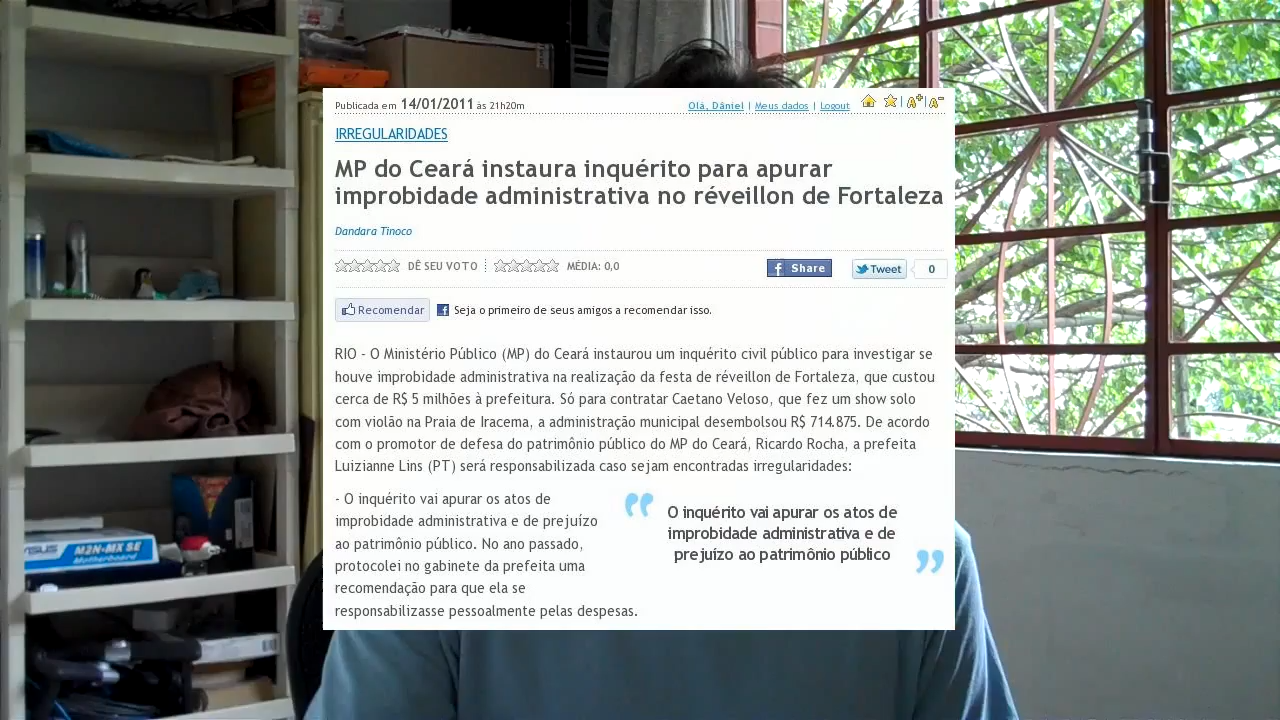 Publicada em 14/01/2011 às 21h20m
Olá, Dâniel | Meus dados | Logout
A+ | A-
IRREGULARIDADES
MP do Ceará instaura inquérito para apurar
improbidade administrativa no réveillon de Fortaleza
Dandara Tinoco
DÊ SEU VOTO
MÉDIA: 0,0
Share
Tweet
0
Recomendar
Seja o primeiro de seus amigos a recomendar isso.
RIO - O Ministério Público (MP) do Ceará instaurou um inquérito civil público para investigar se
houve improbidade administrativa na realização da festa de réveillon de Fortaleza, que custou
cerca de R$ 5 milhões à prefeitura. Só para contratar Caetano Veloso, que fez um show solo
com violão na Praia de Iracema, a administração municipal desembolsou R$ 714.875. De acordo
com o promotor de defesa do patrimônio público do MP do Ceará, Ricardo Rocha, a prefeita
Luizianne Lins (PT) será responsabilizada caso sejam encontradas irregularidades:
- O inquérito vai apurar os atos de
improbidade administrativa e de prejuízo
ao patrimônio público. No ano passado,
protocolei no gabinete da prefeita uma
recomendação para que ela se
responsabilizasse pessoalmente pelas despesas.
“ O inquérito vai apurar os atos de
improbidade administrativa e de
prejuízo ao patrimônio público ”
ASUS
M2N-MX SE
Motherboard